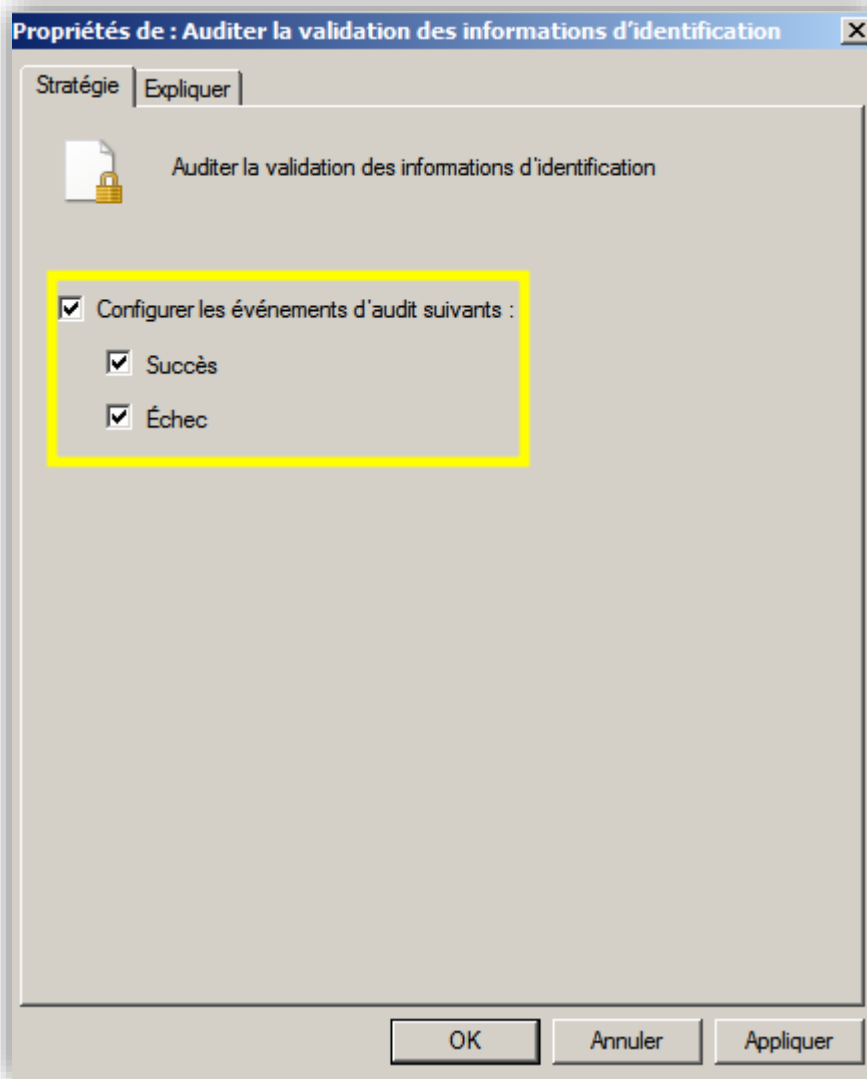 Propriétés de : Auditer la validation des informations d’identification
Stratégie
Expliquer
Auditer la validation des informations d'identification
Configurer les événements d'audit suivants :
Succès
Échec
OK
Annuler
Appliquer